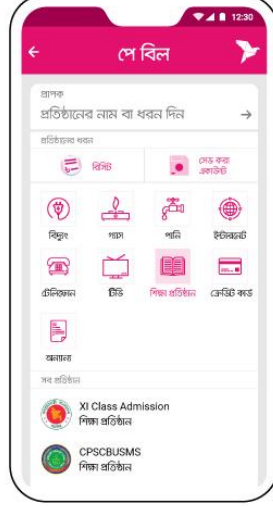 12:30
পে বিল
প্রাপক
প্রতিষ্ঠানের নাম বা ধরন দিন
প্রতিষ্ঠানের ধরন
রিসিট
সেভ করা
একাউন্ট
বিদ্যুৎ গ্যাস পানি ইন্টারনেট
টেলিফোন টিভি শিক্ষা প্রতিষ্ঠান ক্রেডিট কার্ড
অন্যান্য
সব প্রতিষ্ঠান
XI Class Admission
শিক্ষা প্রতিষ্ঠান
CPSCBUSMS
শিক্ষা প্রতিষ্ঠান